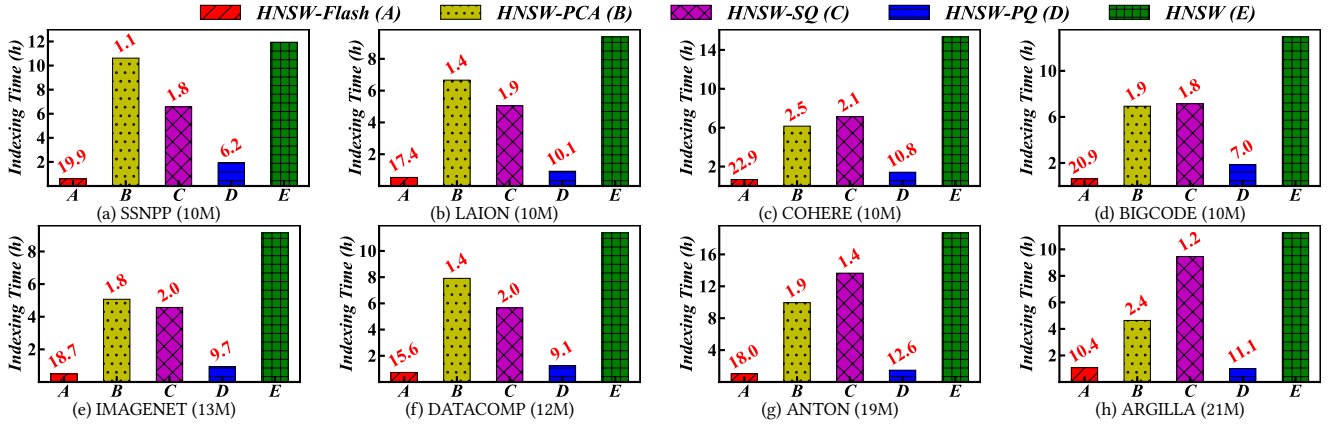 HNSW-Flash (A) HNSW-PCA (B) HNSW-SQ (C) HNSW-PQ (D) HNSW (E)
Indexing Time (h)
12
10
8
6
4
2
19.9
1.1
1.8
6.2
A B C D E
(a) SSNPP (10M)
Indexing Time (h)
8
6
4
2
17.4
1.4
1.9
10.1
A B C D E
(b) LAION (10M)
Indexing Time (h)
14
10
6
2
22.9
2.5
2.1
10.8
A B C D E
(c) COHERE (10M)
Indexing Time (h)
10
6
2
20.9
1.9
1.8
7.0
A B C D E
(d) BIGCODE (10M)
Indexing Time (h)
8
6
4
2
18.7
1.8
2.0
9.7
A B C D E
(e) IMAGENET (13M)
Indexing Time (h)
12
10
8
6
4
2
15.6
1.4
2.0
9.1
A B C D E
(f) DATACOMP (12M)
Indexing Time (h)
16
12
8
4
18.0
1.9
1.4
12.6
A B C D E
(g) ANTON (19M)
Indexing Time (h)
10
8
6
4
2
10.4
2.4
1.2
11.1
A B C D E
(h) ARGILLA (21M)